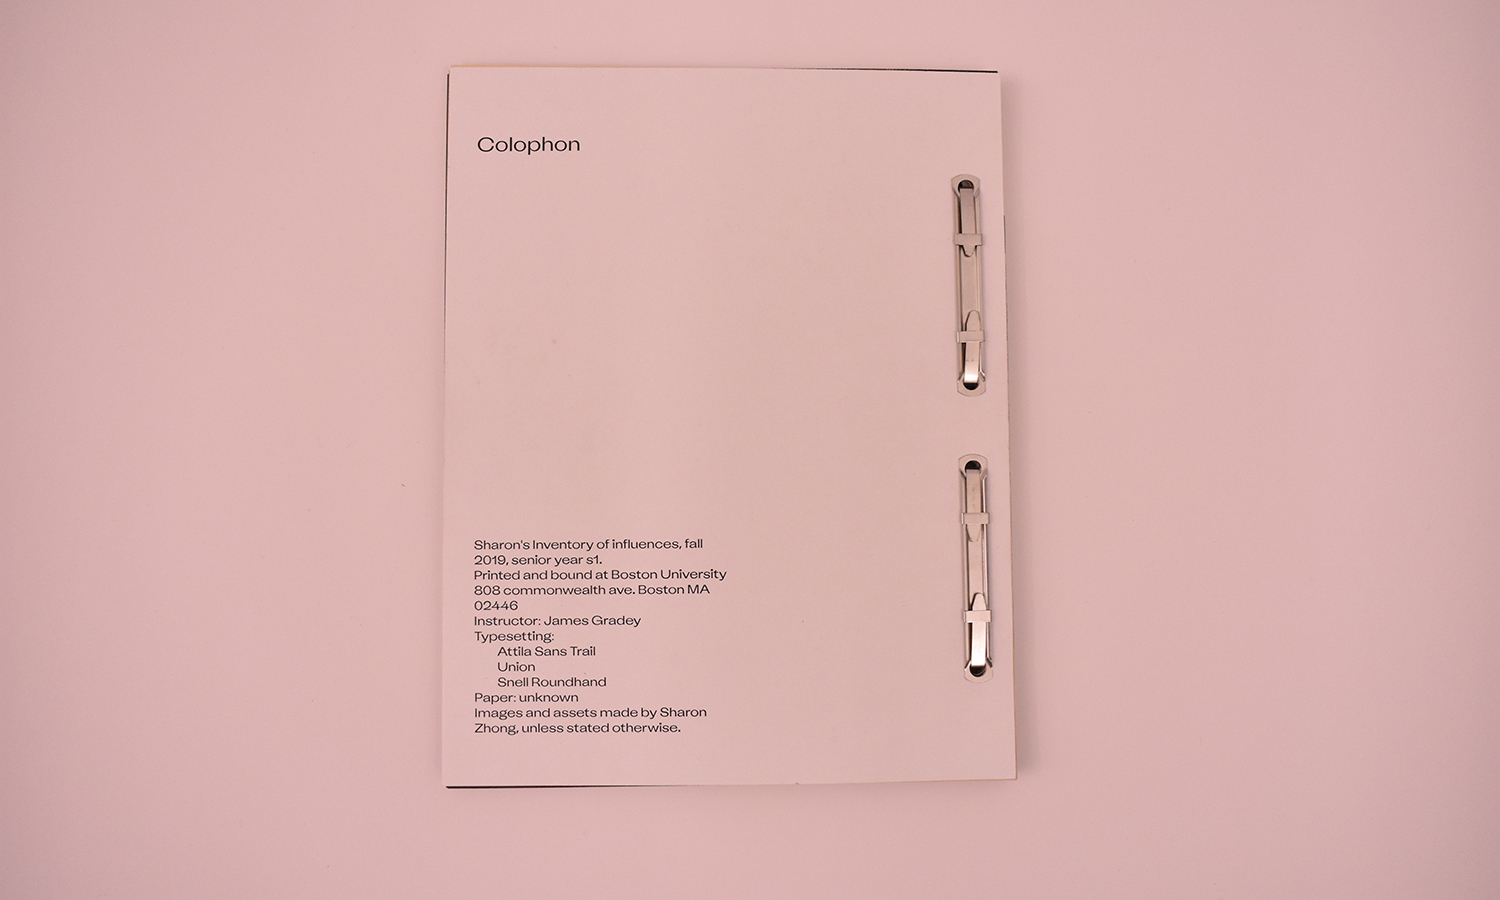 Colophon
Sharon's Inventory of influences, fall
2019, senior year s1.
Printed and bound at Boston University
808 commonwealth ave. Boston MA
02446
Instructor: James Gradey
Typesetting:
Attila Sans Trail
Union
Snell Roundhand
Paper: unknown
Images and assets made by Sharon
Zhong, unless stated otherwise.